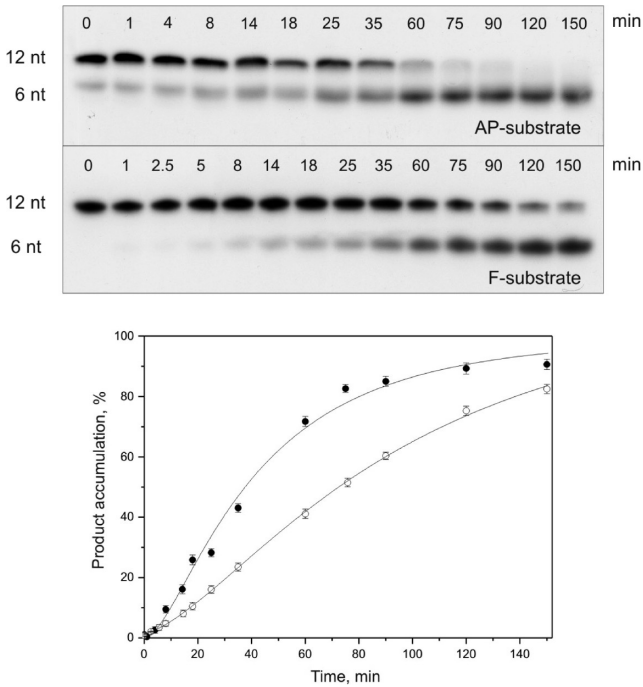 0 1 4 8 14 18 25 35 60 75 90 120 150 min
12 nt
6 nt
AP-substrate
0 1 2.5 5 8 14 18 25 35 60 75 90 120 150 min
12 nt
6 nt
F-substrate
100
80
60
40
20
0
Product accumulation, %
0 20 40 60 80 100 120 140
Time, min